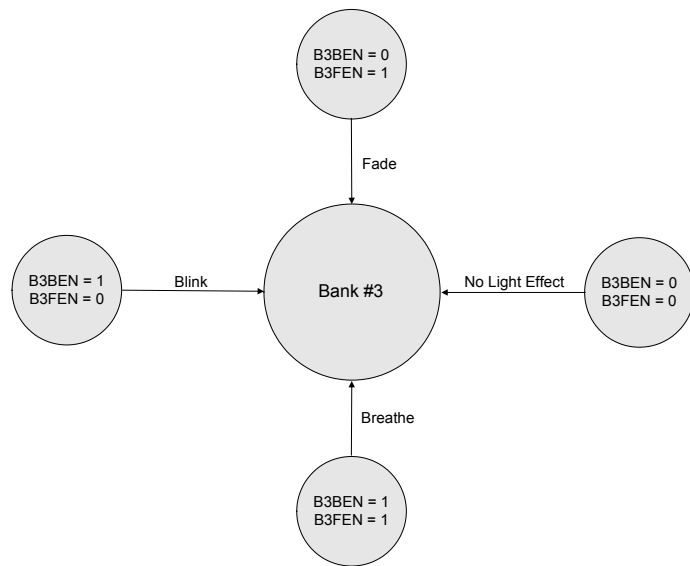 B3BEN = 0
B3FEN = 1
Fade
B3BEN = 1
B3FEN = 0
Blink
Bank #3
No Light Effect
B3BEN = 0
B3FEN = 0
Breathe
B3BEN = 1
B3FEN = 1